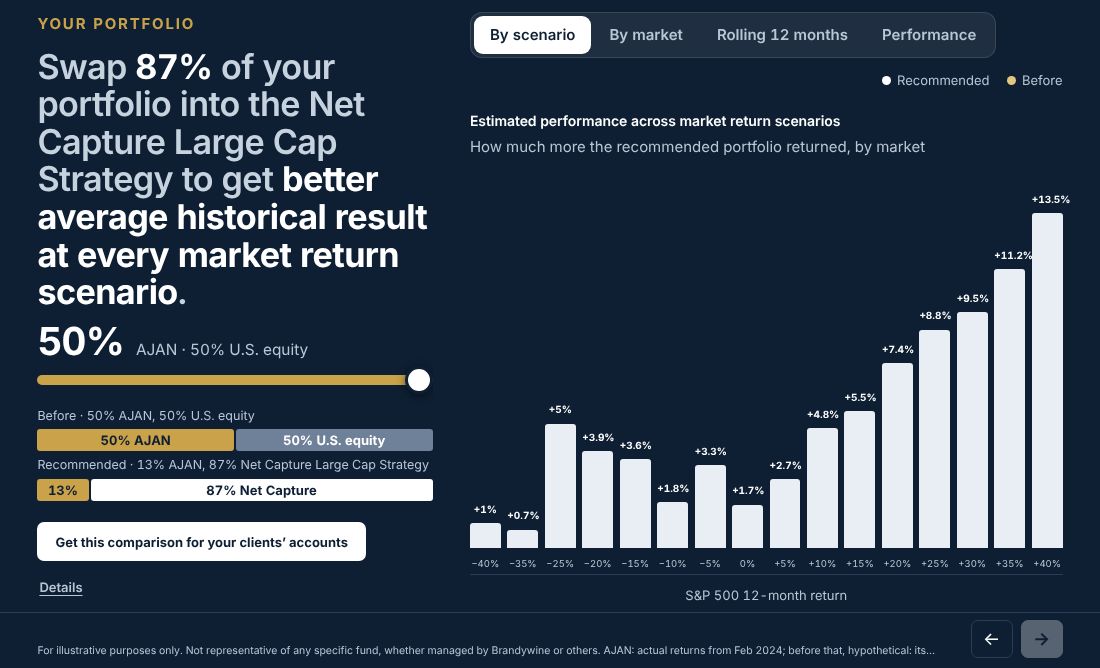 YOUR PORTFOLIO
Swap 87% of your
portfolio into the Net
Capture Large Cap
Strategy to get better
average historical result
at every market return
scenario.
50% AJAN · 50% U.S. equity
Before · 50% AJAN, 50% U.S. equity
50% AJAN 50% U.S. equity
Recommended · 13% AJAN, 87% Net Capture Large Cap Strategy
13% 87% Net Capture
Get this comparison for your clients’ accounts
Details
By scenario By market Rolling 12 months Performance
Recommended Before
Estimated performance across market return scenarios
How much more the recommended portfolio returned, by market
+1% +0.7% +5% +3.9% +3.6% +1.8% +3.3% +1.7% +2.7% +4.8% +5.5% +7.4% +8.8% +9.5% +11.2% +13.5%
−40% −35% −25% −20% −15% −10% −5% 0% +5% +10% +15% +20% +25% +30% +35% +40%
S&P 500 12-month return
For illustrative purposes only. Not representative of any specific fund, whether managed by Brandywine or others. AJAN: actual returns from Feb 2024; before that, hypothetical: its…